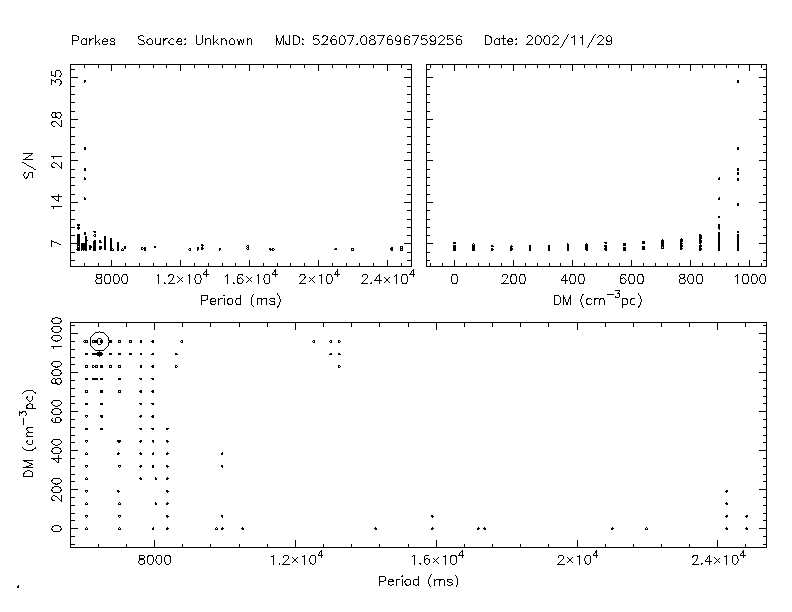 Parkes Source: Unknown MJD: 52607.087696759256 Date: 2002/11/29
S/N
35
28
21
14
7
8000 1.2×10⁴ 1.6×10⁴ 2×10⁴ 2.4×10⁴
Period (ms)
0 200 400 600 800 1000
DM (cm⁻³pc)
DM (cm⁻³pc)
1000
800
600
400
200
0
8000 1.2×10⁴ 1.6×10⁴ 2×10⁴ 2.4×10⁴
Period (ms)